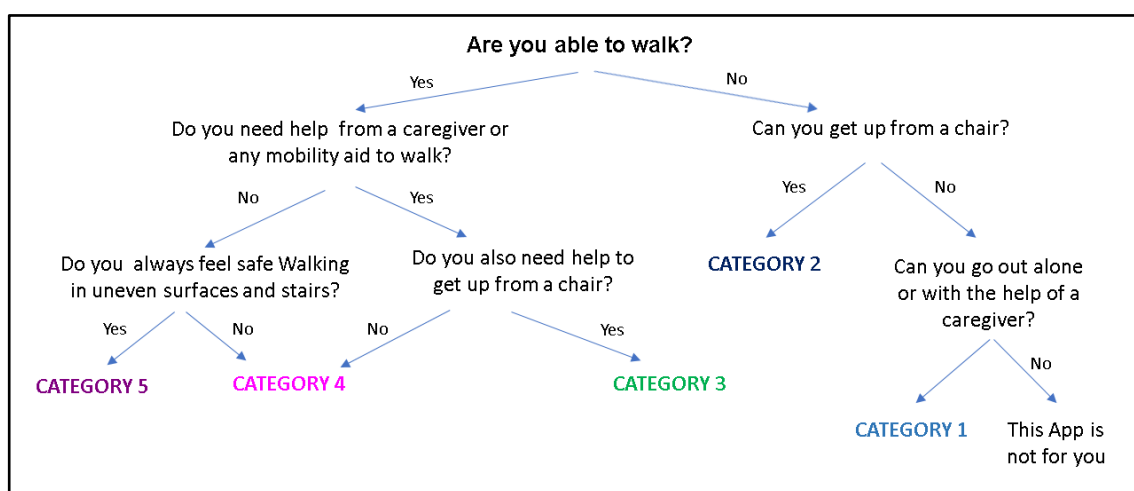 Are you able to walk?
Yes
No
Do you need help from a caregiver or
any mobility aid to walk?
Can you get up from a chair?
No
Yes
Yes
No
Do you always feel safe Walking
in uneven surfaces and stairs?
Do you also need help to
get up from a chair?
CATEGORY 2
Can you go out alone
or with the help of a
caregiver?
Yes
No
No
Yes
No
CATEGORY 5
CATEGORY 4
CATEGORY 3
CATEGORY 1
This App is
not for you